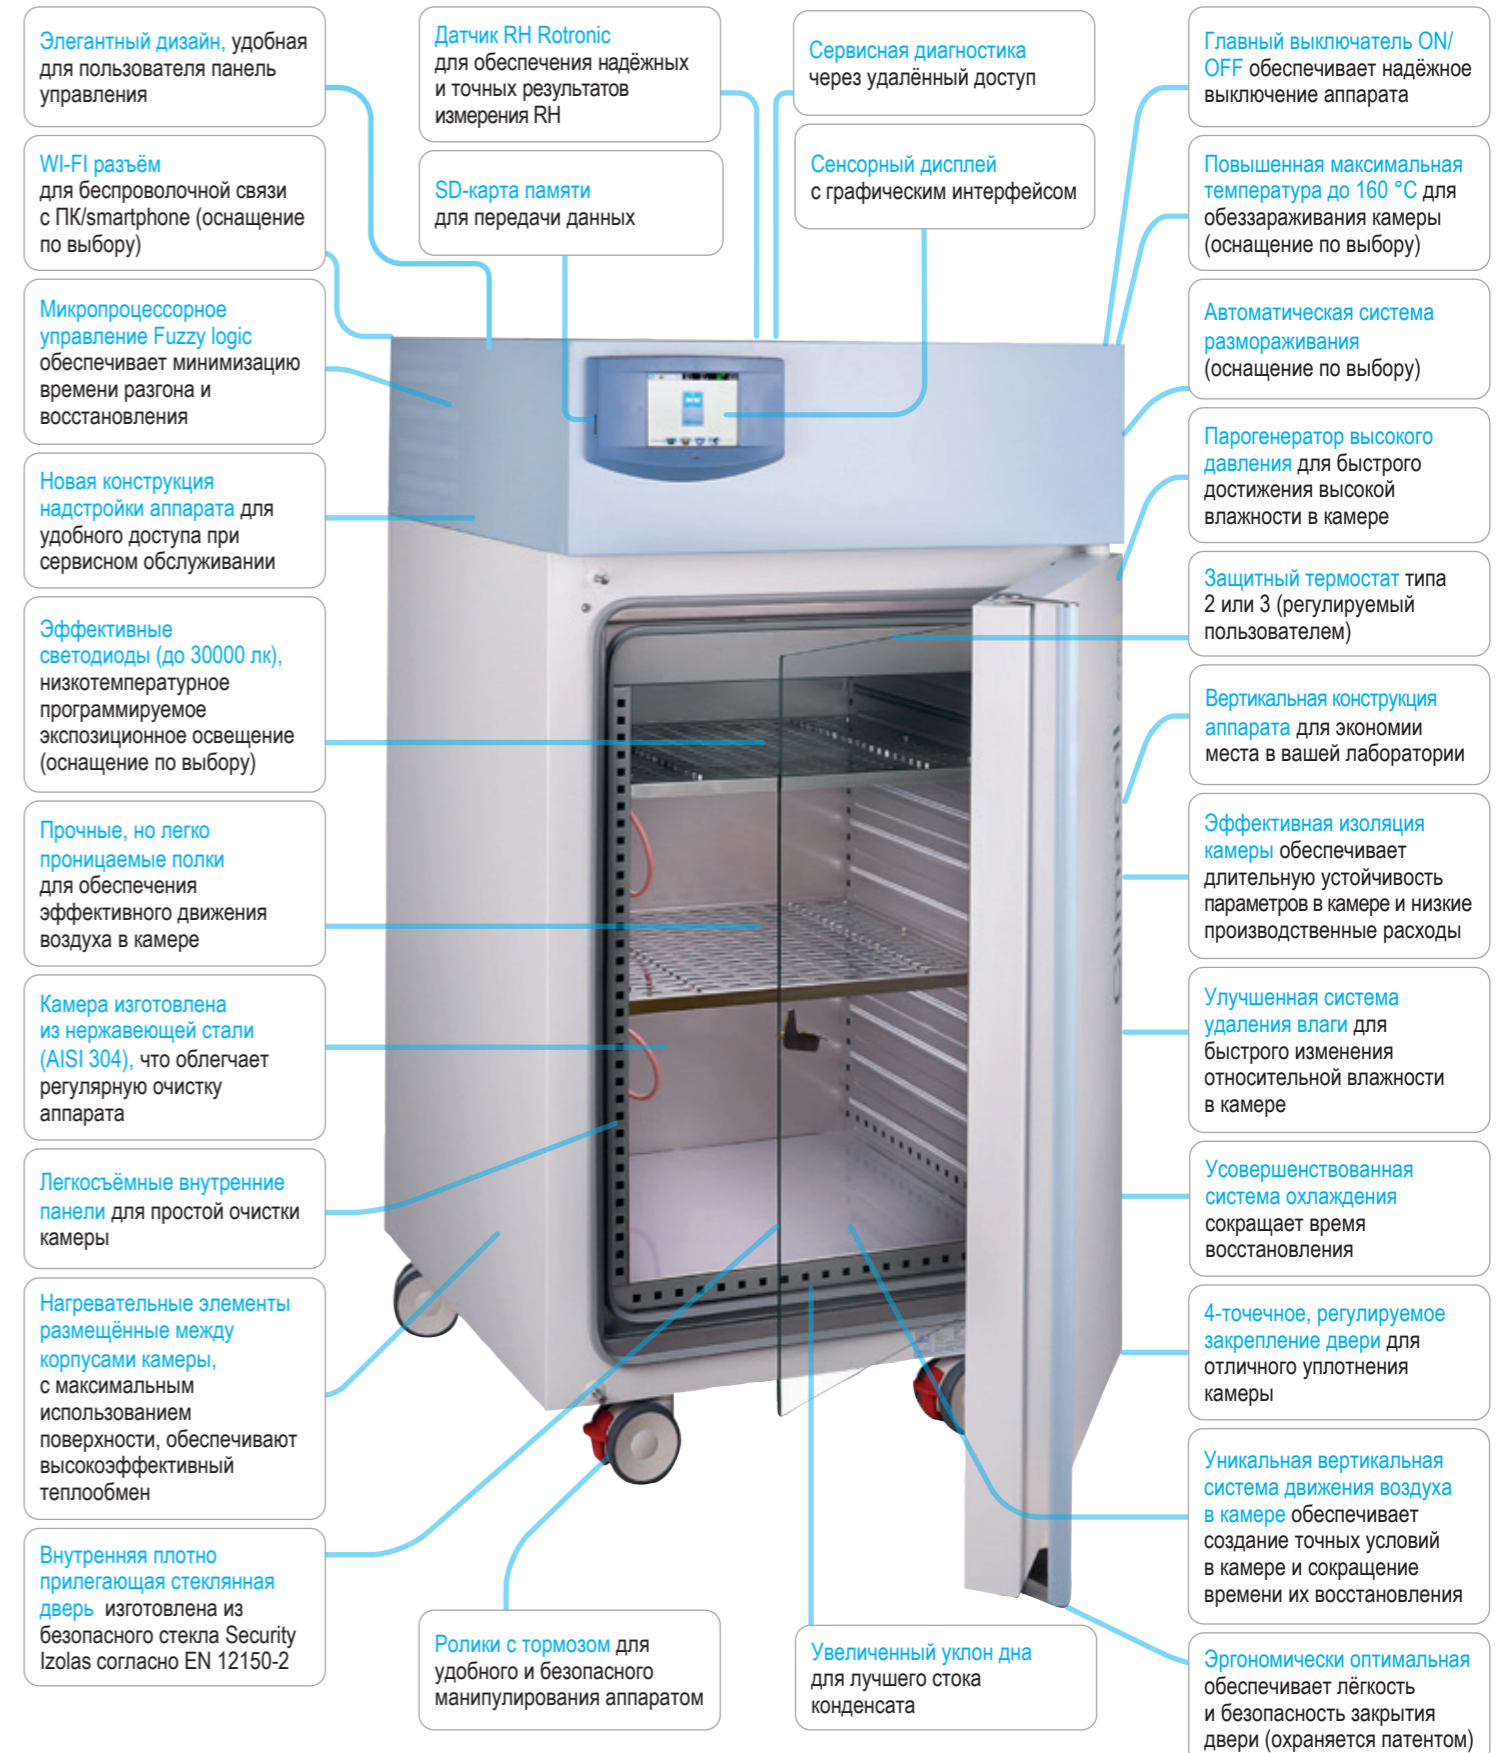 Элегантный дизайн, удобная
для пользователя панель
управления
WI-FI разъём
для беспроволочной связи
с ПК/smartphone (оснащение
по выбору)
Микропроцессорное
управление Fuzzy logic
обеспечивает минимизацию
времени разгона и
восстановления
Новая конструкция
надстройки аппарата для
удобного доступа при
сервисном обслуживании
Эффективные
светодиоды (до 30000 лк),
низкотемпературное
программируемое
экспозиционное освещение
(оснащение по выбору)
Прочные, но легко
проницаемые полки
для обеспечения
эффективного движения
воздуха в камере
Камера изготовлена
из нержавеющей стали
(AISI 304), что облегчает
регулярную очистку
аппарата
Легкосъёмные внутренние
панели для простой очистки
камеры
Нагревательные элементы
размещённые между
корпусами камеры,
с максимальным
использованием
поверхности, обеспечивают
высокоэффективный
теплообмен
Внутренняя плотно
прилегающая стеклянная
дверь изготовлена из
безопасного стекла Security
Izolas согласно EN 12150-2
Датчик RH Rotronic
для обеспечения надёжных
и точных результатов
измерения RH
SD-карта памяти
для передачи данных
Сервисная диагностика
через удалённый доступ
Сенсорный дисплей
с графическим интерфейсом
Ролики с тормозом для
удобного и безопасного
манипулирования аппаратом
Увеличенный уклон дна
для лучшего стока
конденсата
Главный выключатель ON/
OFF обеспечивает надёжное
выключение аппарата
Повышенная максимальная
температура до 160 °C для
обеззараживания камеры
(оснащение по выбору)
Автоматическая система
размораживания
(оснащение по выбору)
Парогенератор высокого
давления для быстрого
достижения высокой
влажности в камере
Защитный термостат типа
2 или 3 (регулируемый
пользователем)
Вертикальная конструкция
аппарата для экономии
места в вашей лаборатории
Эффективная изоляция
камеры обеспечивает
длительную устойчивость
параметров в камере и низкие
производственные расходы
Улучшенная система
удаления влаги для
быстрого изменения
относительной влажности
в камере
Усовершенствованная
система охлаждения
сокращает время
восстановления
4-точечное, регулируемое
закрепление двери для
отличного уплотнения
камеры
Уникальная вертикальная
система движения воздуха
в камере обеспечивает
создание точных условий
в камере и сокращение
времени их восстановления
Эргономически оптимальная
обеспечивает лёгкость
и безопасность закрытия
двери (охраняется патентом)